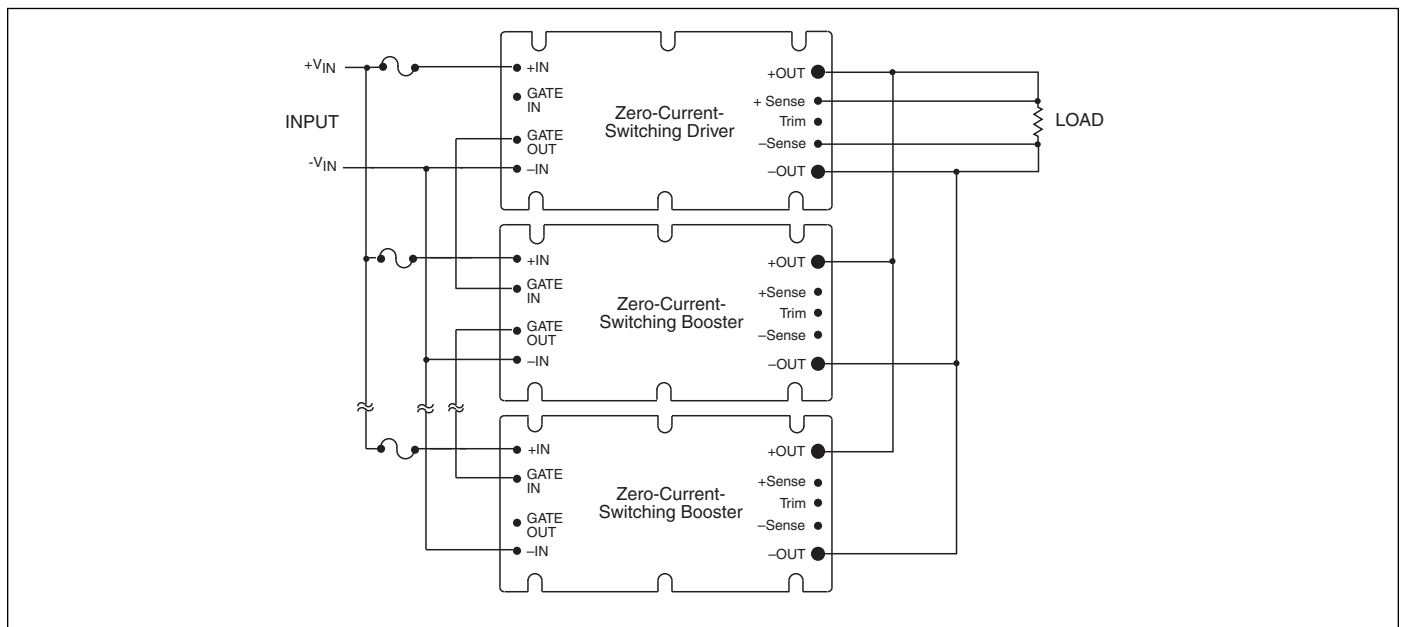 +VIN
INPUT
-VIN
+IN
GATE
IN
GATE
OUT
–IN
Zero-Current-
Switching Driver
+OUT
+ Sense
Trim
–Sense
–OUT
LOAD
+IN
GATE
IN
GATE
OUT
–IN
Zero-Current-
Switching Booster
+OUT
+Sense
Trim
–Sense
–OUT
+IN
GATE
IN
GATE
OUT
–IN
Zero-Current-
Switching Booster
+OUT
+Sense
Trim
–Sense
–OUT